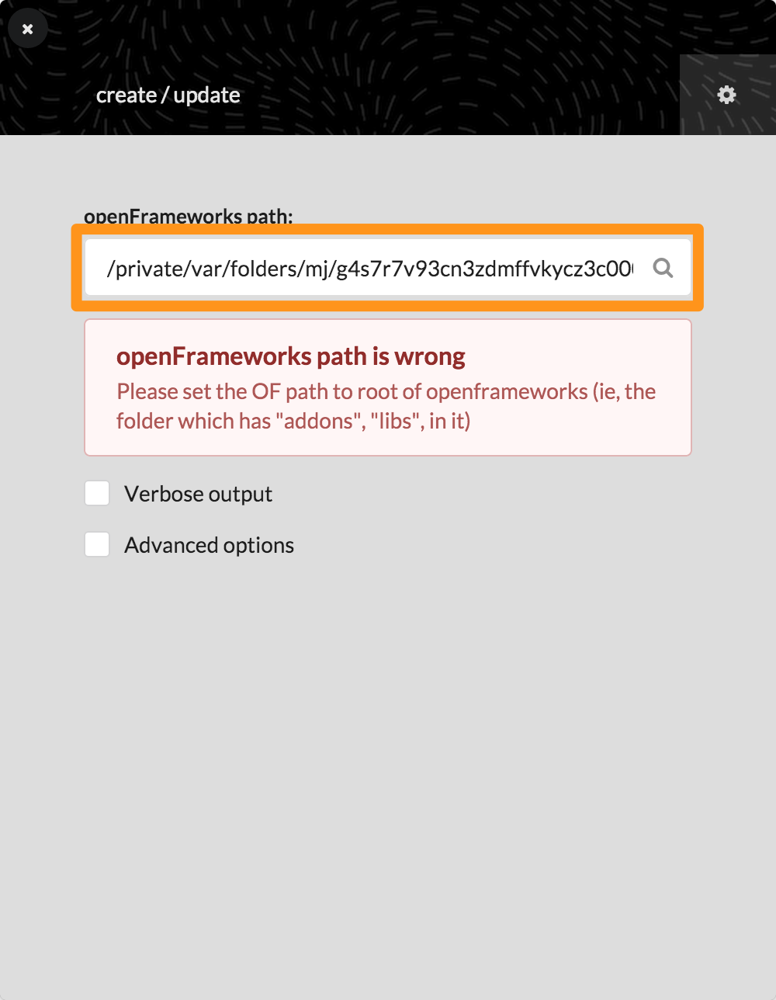 create / update
openFrameworks path:
/private/var/folders/mj/g4s7r7v93cn3zdmffvkycz3c00
openFrameworks path is wrong
Please set the OF path to root of openframeworks (ie, the
folder which has "addons", "libs", in it)
Verbose output
Advanced options